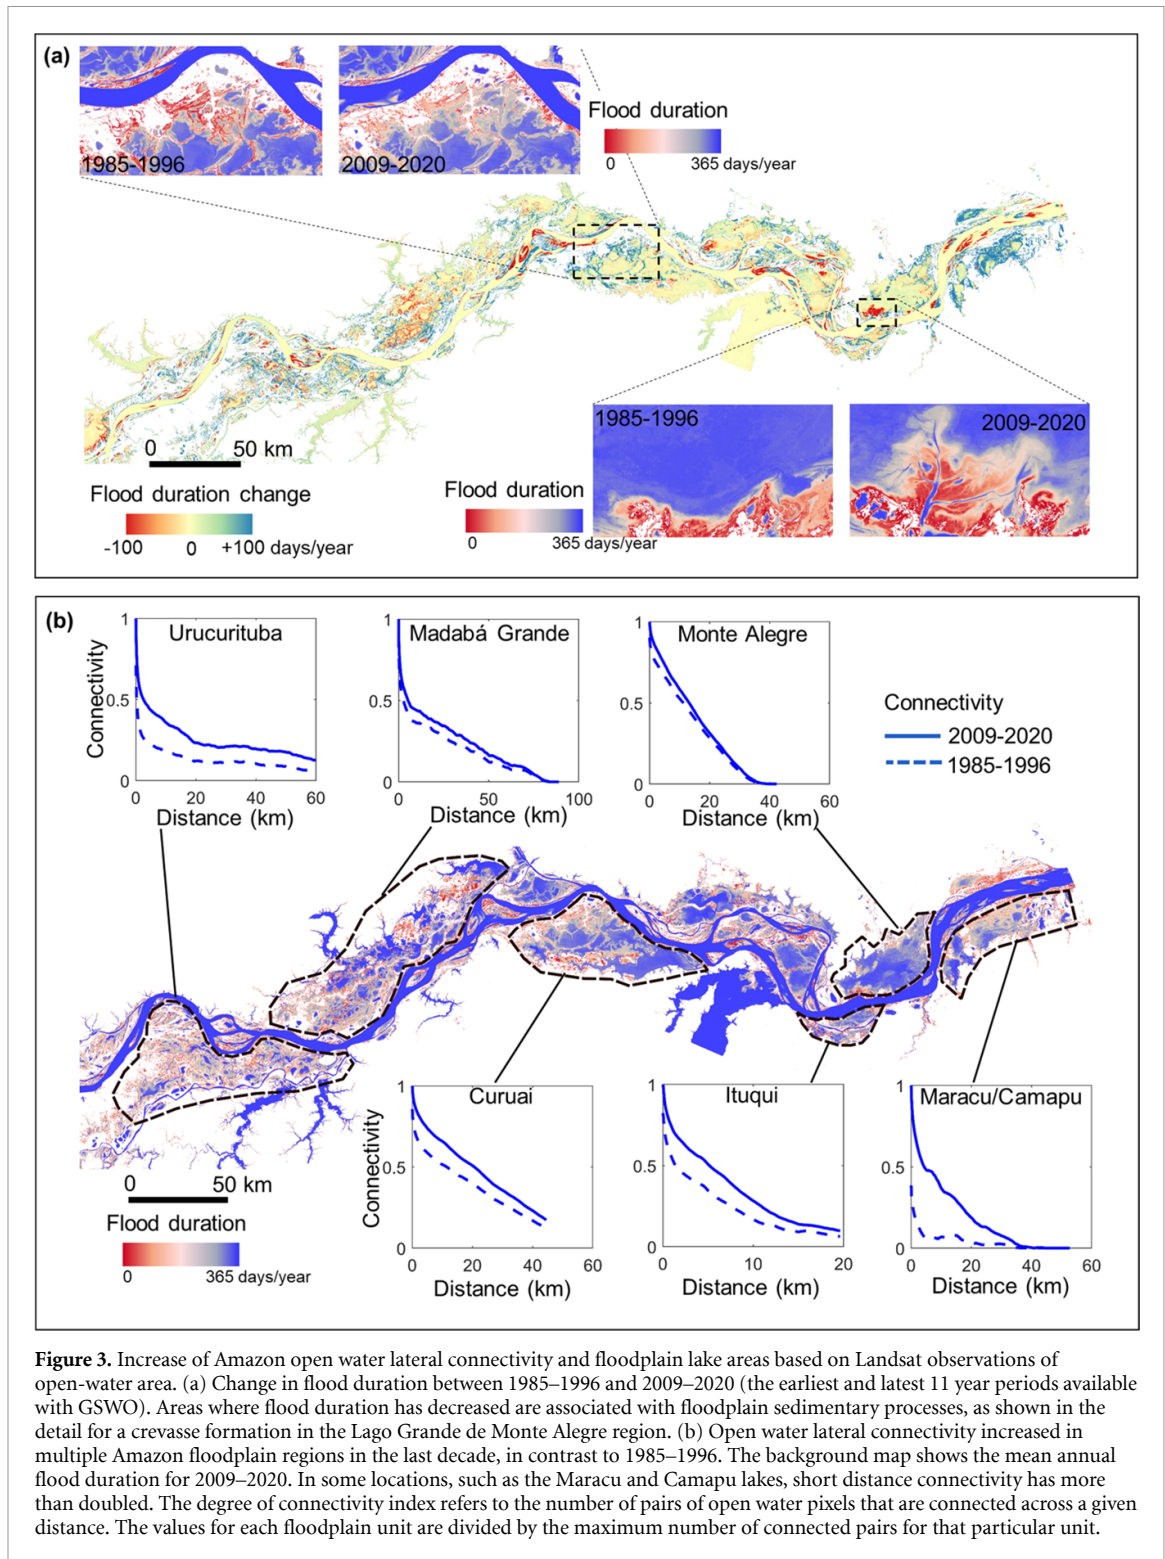 (a)
1985-1996
2009-2020
Flood duration
0
365 days/year
0
50 km
Flood duration change
-100
0
+100 days/year
Flood duration
0
365 days/year
1985-1996
2009-2020
(b)
Urucurituba
Connectivity
1
0.5
0
0
20
40
60
Distance (km)
Madabá Grande
1
0.5
0
0
50
100
Distance (km)
Monte Alegre
1
0.5
0
0
20
40
60
Distance (km)
Connectivity
2009-2020
1985-1996
0
50 km
Flood duration
0
365 days/year
Curuai
Connectivity
1
0.5
0
0
20
40
60
Distance (km)
Ituqui
1
0.5
0
0
10
20
Distance (km)
Maracu/Camapu
1
0.5
0
0
20
40
60
Distance (km)
Figure 3. Increase of Amazon open water lateral connectivity and floodplain lake areas based on Landsat observations of
open-water area. (a) Change in flood duration between 1985–1996 and 2009–2020 (the earliest and latest 11 year periods available
with GSWO). Areas where flood duration has decreased are associated with floodplain sedimentary processes, as shown in the
detail for a crevasse formation in the Lago Grande de Monte Alegre region. (b) Open water lateral connectivity increased in
multiple Amazon floodplain regions in the last decade, in contrast to 1985–1996. The background map shows the mean annual
flood duration for 2009–2020. In some locations, such as the Maracu and Camapu lakes, short distance connectivity has more
than doubled. The degree of connectivity index refers to the number of pairs of open water pixels that are connected across a given
distance. The values for each floodplain unit are divided by the maximum number of connected pairs for that particular unit.